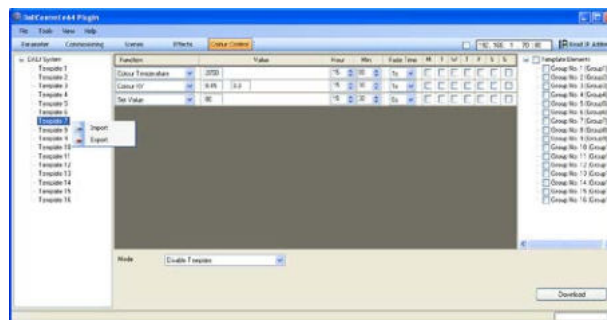 DaliControl e64 Plugin
File Tools View Help
Parameter Commissioning Scenes Effects Colour Control
Read IP Address
DALI System
Template 1
Template 2
Template 3
Template 4
Template 5
Template 6
Template 7
Template 8
Template 9
Template 10
Template 11
Template 12
Template 13
Template 14
Template 15
Template 16
Import
Export
Function Value Hour Min Fade Time M T W T F S S
Colour Temperature
Colour XY
Set Value
Template Elements
Group No. 1
Group No. 2
Group No. 3
Group No. 4
Group No. 5
Group No. 6
Group No. 7
Group No. 8
Group No. 9
Group No. 10
Group No. 11
Group No. 12
Group No. 13
Group No. 14
Group No. 15
Group No. 16
Mode Disable Template
Download